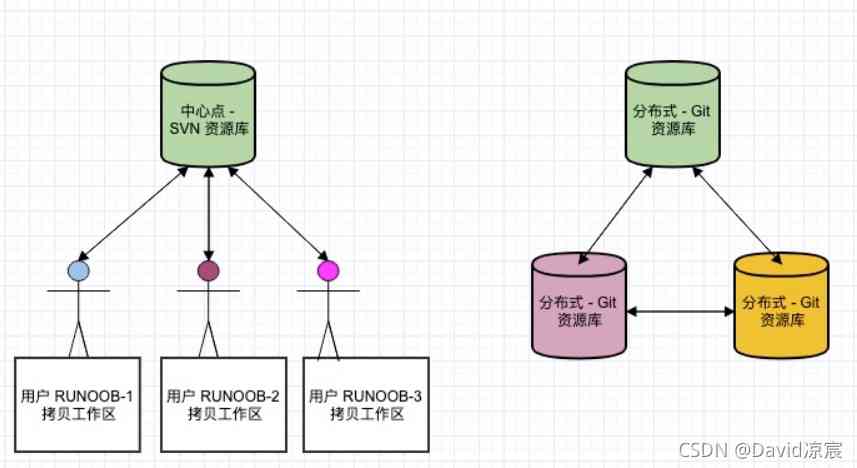 中心点 -
SVN 资源库
用户 RUNOOB-1
拷贝工作区
用户 RUNOOB-2
拷贝工作区
用户 RUNOOB-3
拷贝工作区
分布式 - Git
资源库
分布式 - Git
资源库
分布式 - Git
资源库
CSDN @David凉宸